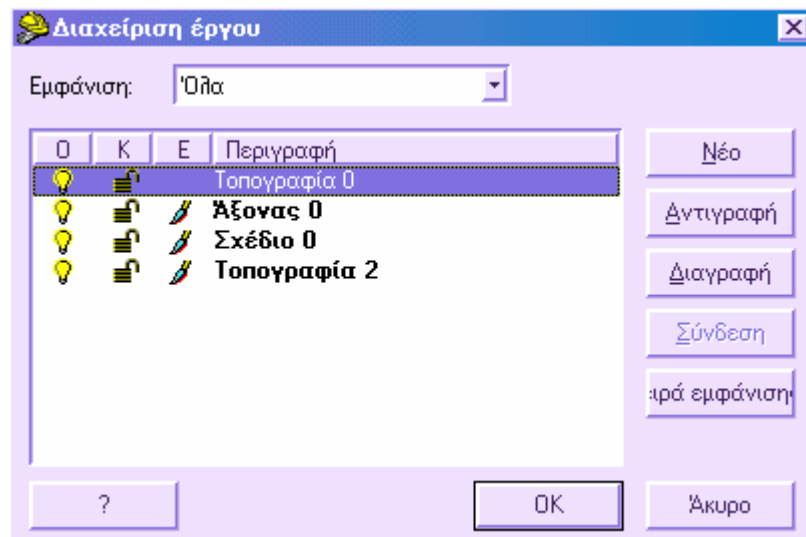 Διαχείριση έργου
Εμφάνιση: Όλα
Ο Κ Ε Περιγραφή
Τοπογραφία 0
Άξονας 0
Σχέδιο 0
Τοπογραφία 2
Νέο
Αντιγραφή
Διαγραφή
Σύνδεση
ιρά εμφάνιση
?
OK
Άκυρο